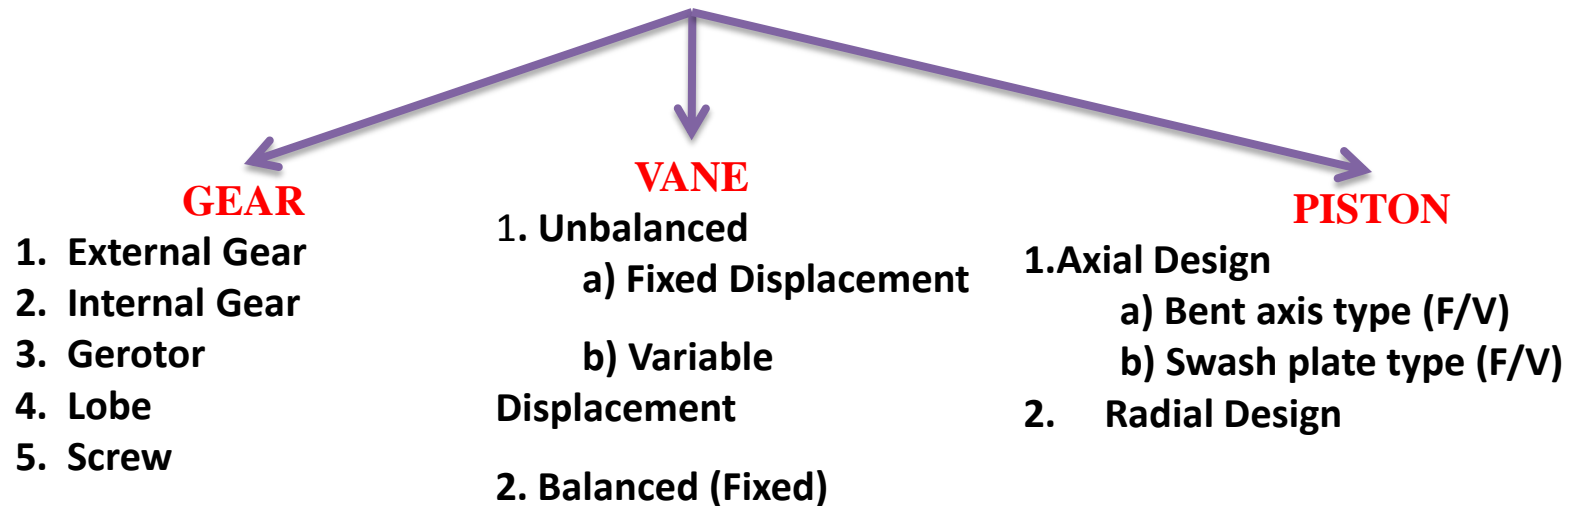 GEAR
1. External Gear
2. Internal Gear
3. Gerotor
4. Lobe
5. Screw
VANE
1. Unbalanced
a) Fixed Displacement
b) Variable
Displacement
2. Balanced (Fixed)
PISTON
1.Axial Design
a) Bent axis type (F/V)
b) Swash plate type (F/V)
2. Radial Design